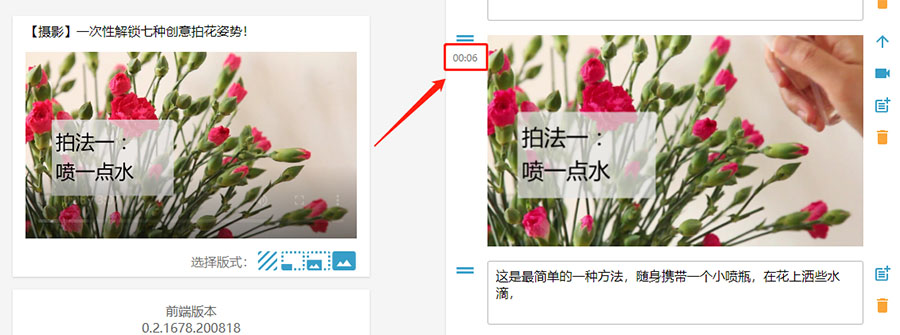 【摄影】一次性解锁七种创意拍花姿势！
拍法一：
喷一点水
选择版式：
前端版本
0.2.1678.200818
00:06
拍法一：
喷一点水
这是最简单的一种方法，随身携带一个小喷瓶，在花上洒些水
滴，